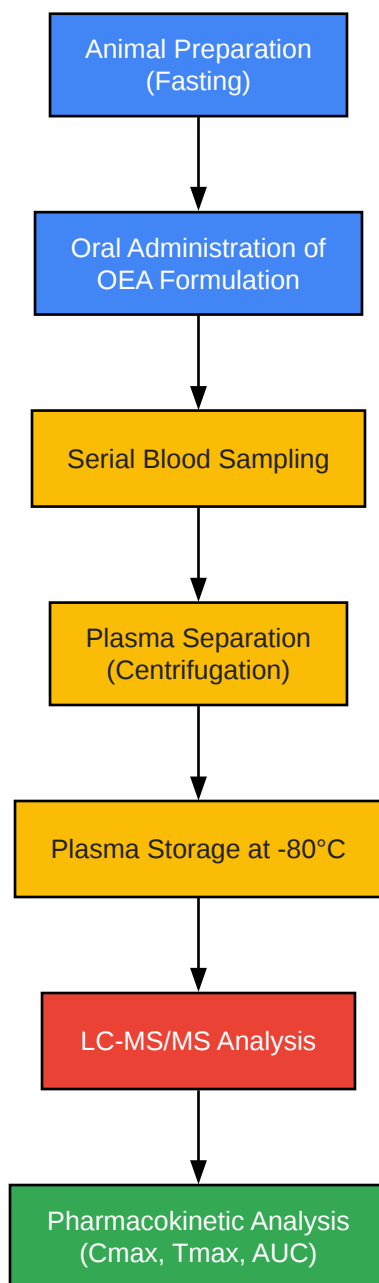 Animal Preparation
(Fasting)
Oral Administration of
OEA Formulation
Serial Blood Sampling
Plasma Separation
(Centrifugation)
Plasma Storage at -80°C
LC-MS/MS Analysis
Pharmacokinetic Analysis
(Cmax, Tmax, AUC)